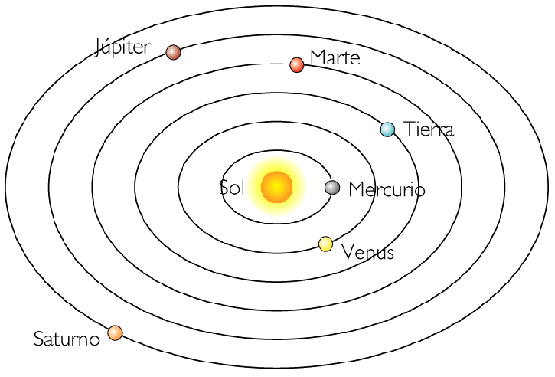 Júpiter
Marte
Tierra
Sol
Mercurio
Venus
Saturno